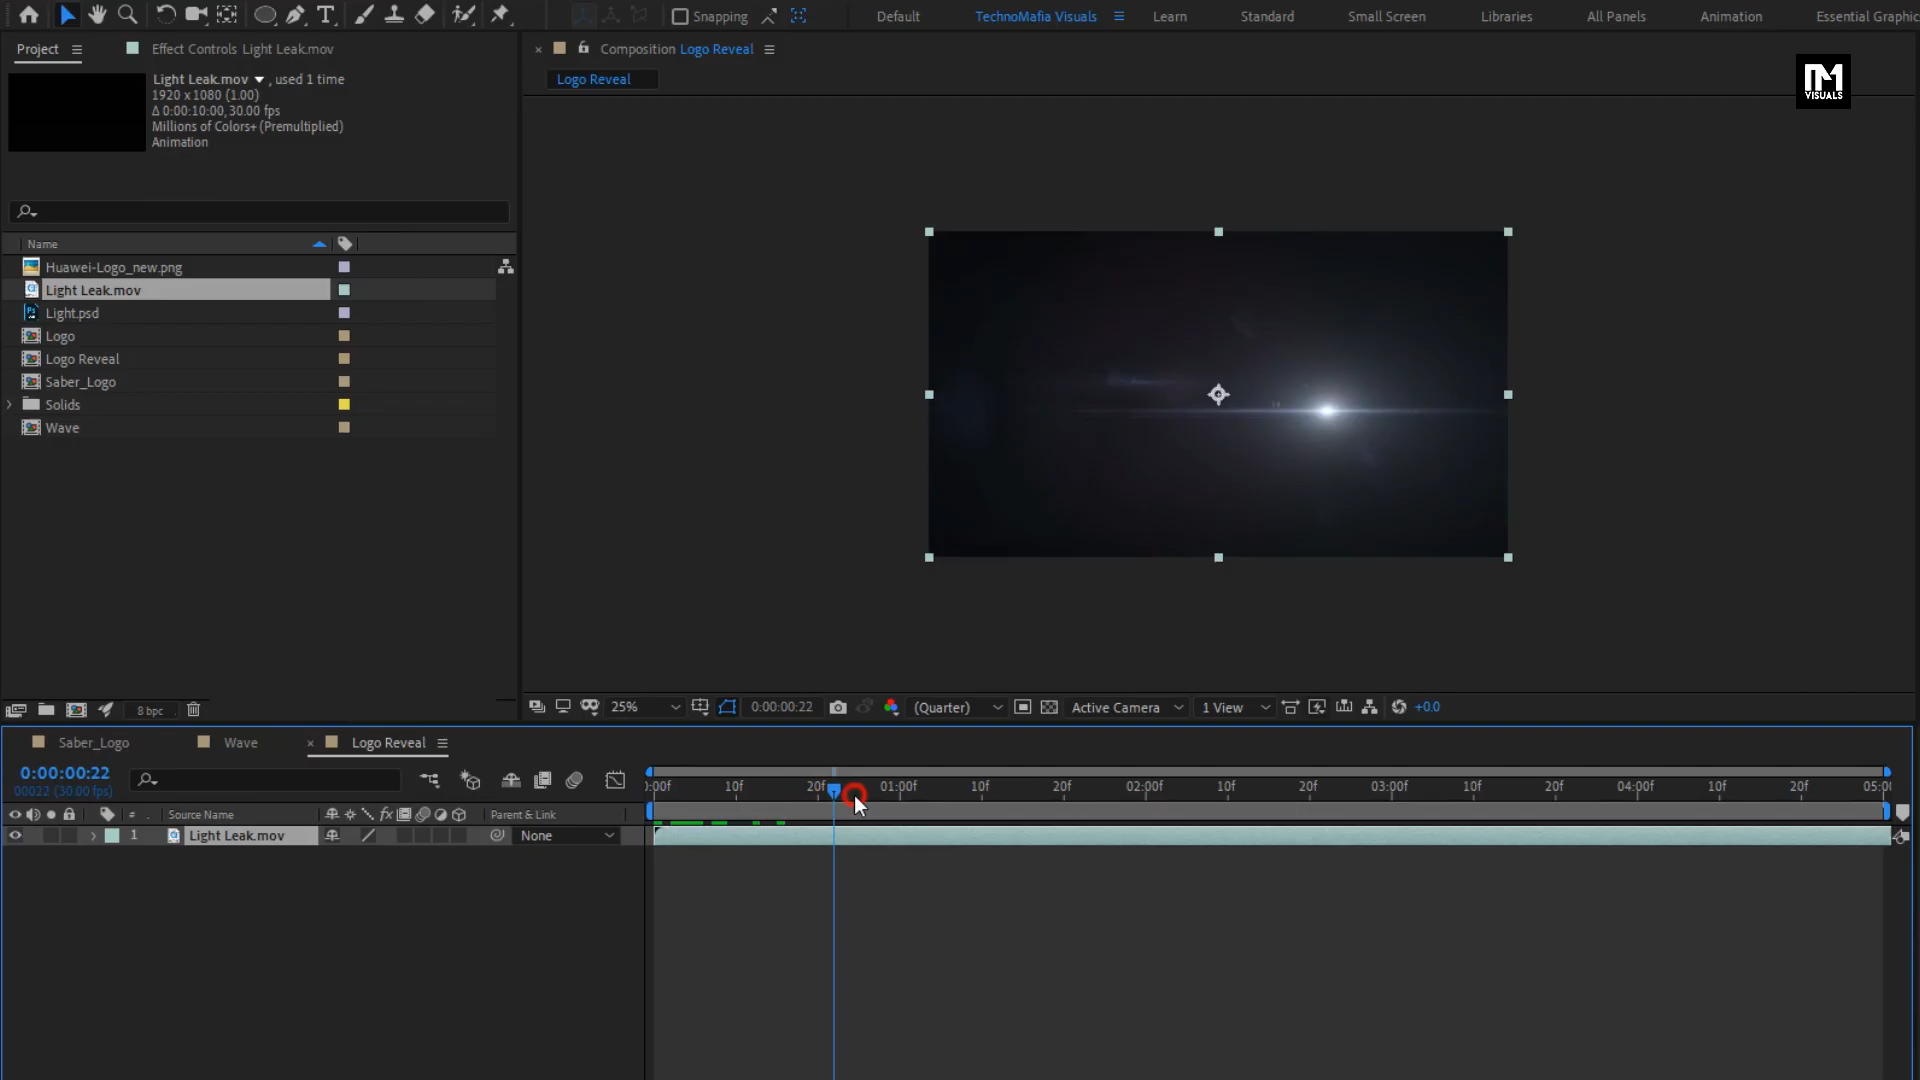 Snapping
Default
TechnoMafia Visuals
Learn
Standard
Small Screen
Libraries
All Panels
Animation
Essential Graphic
Project
Effect Controls Light Leak.mov
Composition Logo Reveal
Logo Reveal
Light Leak.mov , used 1 time
1920 x 1080 (1.00)
Δ 0:00:10:00, 30.00 fps
Millions of Colors+ (Premultiplied)
Animation
VISUALS
Name
Huawei-Logo_new.png
Light Leak.mov
Light.psd
Logo
Logo Reveal
Saber_Logo
Solids
Wave
8 bpc
25%
0:00:00:22
(Quarter)
Active Camera
1 View
+0.0
Saber_Logo
Wave
Logo Reveal
0:00:00:22
00022 (30.00 fps)
:00f 10f 20f 01:00f 10f 20f 02:00f 10f 20f 03:00f 10f 20f 04:00f 10f 20f 05:0
# Source Name fx Parent & Link
1 Light Leak.mov None